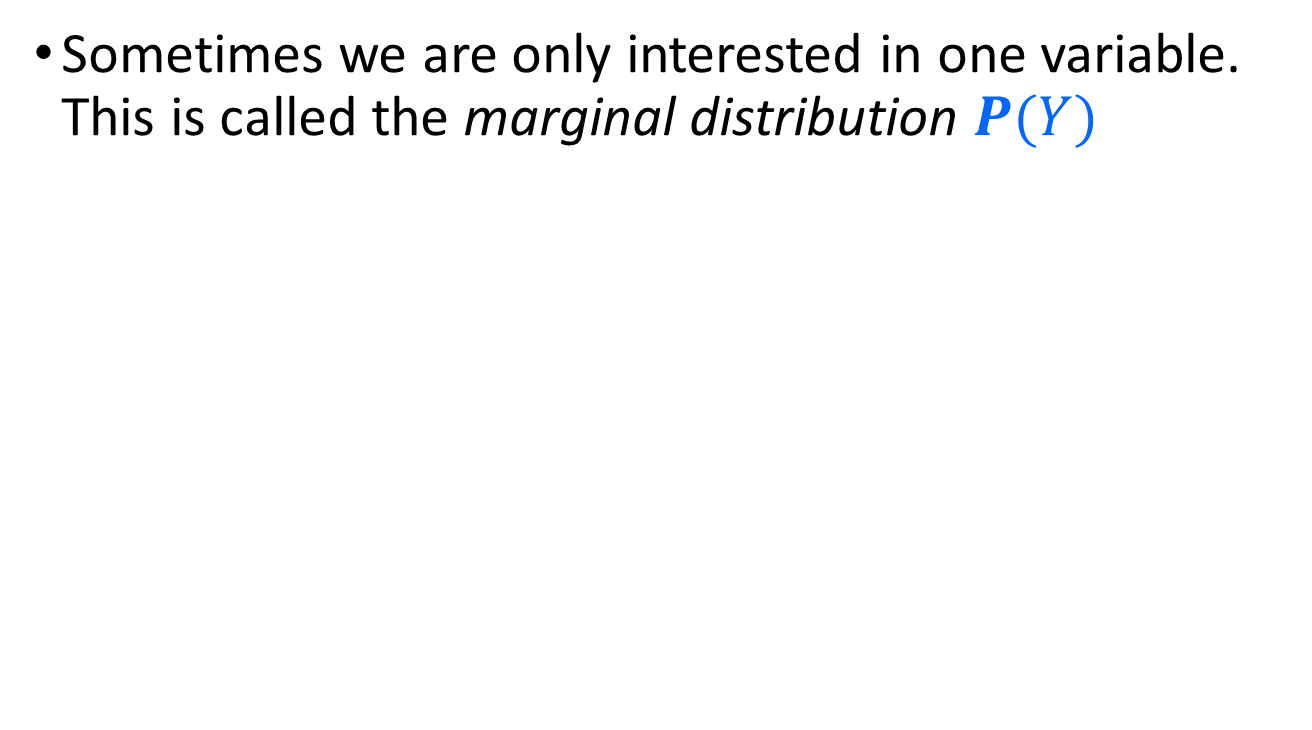 • Sometimes we are only interested in one variable.
This is called the marginal distribution P(Y)